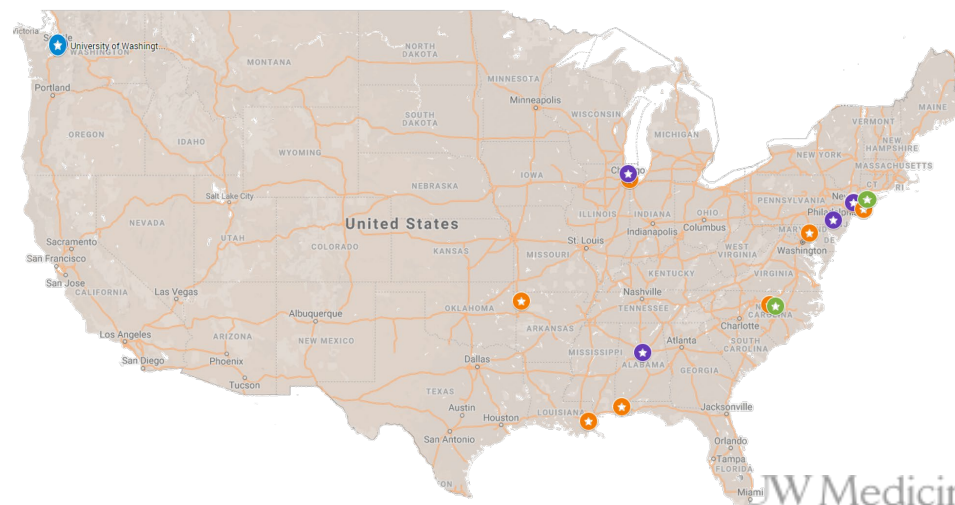 Victoria
University of Washingt...
WASHINGTON
MONTANA
NORTH
DAKOTA
MINNESOTA
Portland
Minneapolis
WISCONSIN
MICHIGAN
MAINE
VERMONT
NEW
HAMPSHIRE
MASSACHUSETTS
CT
RI
NEW YORK
OREGON
IDAHO
SOUTH
DAKOTA
WYOMING
IOWA
NEBRASKA
Salt Lake City
PENNSYLVANIA
ILLINOIS
INDIANA
OHIO
Columbus
Indianapolis
NEVADA
UTAH
COLORADO
United States
KANSAS
MISSOURI
St. Louis
WEST
VIRGINIA
Washington
DE
VIRGINIA
KENTUCKY
Sacramento
San Francisco
San Jose
CALIFORNIA
Las Vegas
Nashville
TENNESSEE
OKLAHOMA
ARKANSAS
Charlotte
CAROLINA
SOUTH
CAROLINA
Albuquerque
Los Angeles
ARIZONA
NEW MEXICO
Phoenix
San Diego
Tucson
Dallas
MISSISSIPPI
ALABAMA
Atlanta
GEORGIA
TEXAS
Austin
Houston
San Antonio
LOUISIANA
Jacksonville
Orlando
Tampa
FLORIDA
Miami
UW Medicin